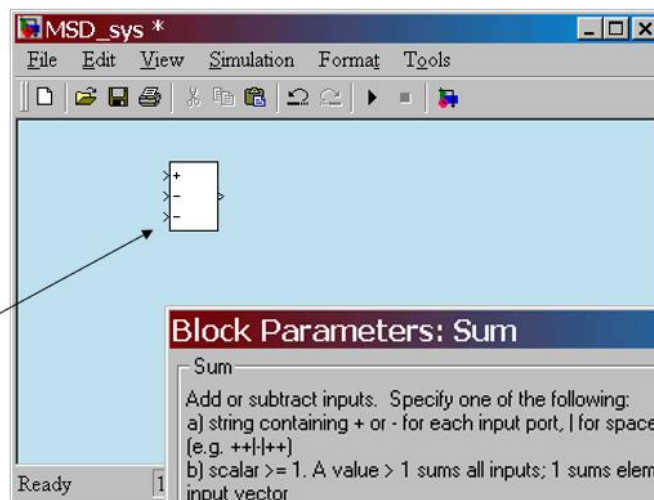 MSD_sys *
File Edit View Simulation Format Tools
+
−
−
Block Parameters: Sum
Sum
Add or subtract inputs. Specify one of the following:
a) string containing + or - for each input port, | for
(e.g. ++|-|++)
b) scalar >= 1. A value > 1 sums all inputs; 1 sums
input vector
Ready